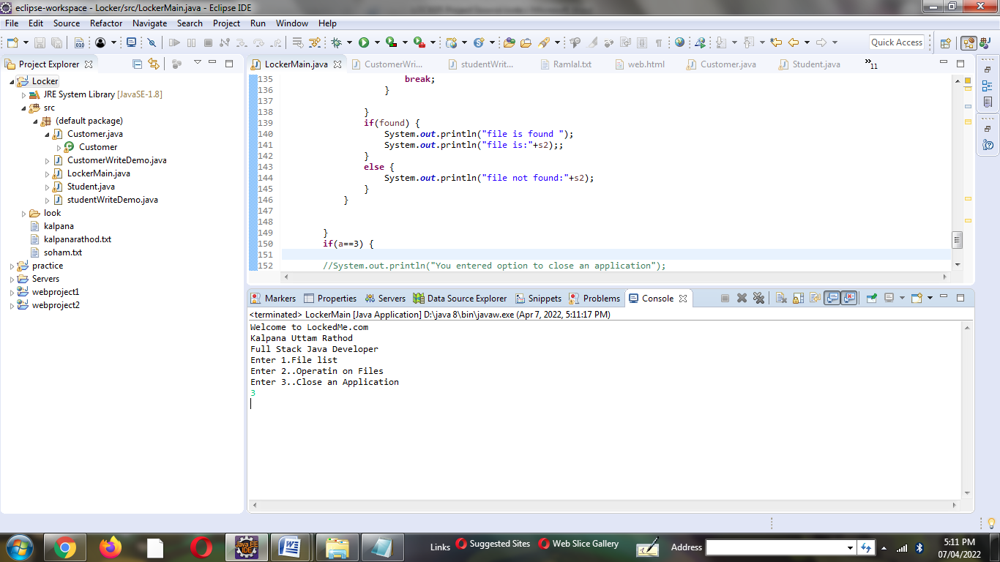 eclipse-workspace - Locker/src/LockerMain.java - Eclipse IDE
File Edit Source Refactor Navigate Search Project Run Window Help
Quick Access
Project Explorer
Locker
JRE System Library [JavaSE-1.8]
src
(default package)
Customer.java
Customer
CustomerWriteDemo.java
LockerMain.java
Student.java
studentWriteDemo.java
look
kalpana
kalpanarathod.txt
soham.txt
practice
Servers
webproject1
webproject2
LockerMain.java CustomerWri... studentWrit... Ramlal.txt web.html Customer.java Student.java »11
135 break;
136 }
137
138 }
139 if(found) {
140 System.out.println("file is found ");
141 System.out.println("file is:"+s2);;
142 }
143 else {
144 System.out.println("file not found:"+s2);
145 }
146 }
147
148
149 }
150 if(a==3) {
151
152 //System.out.println("You entered option to close an application");
Markers Properties Servers Data Source Explorer Snippets Problems Console
<terminated> LockerMain [Java Application] D:\java 8\bin\javaw.exe (Apr 7, 2022, 5:11:17 PM)
Welcome to LockedMe.com
Kalpana Uttam Rathod
Full Stack Java Developer
Enter 1.File list
Enter 2..Operatin on Files
Enter 3..Close an Application
3
Java EE
IDE
Links Suggested Sites Web Slice Gallery Address
5:11 PM
07/04/2022